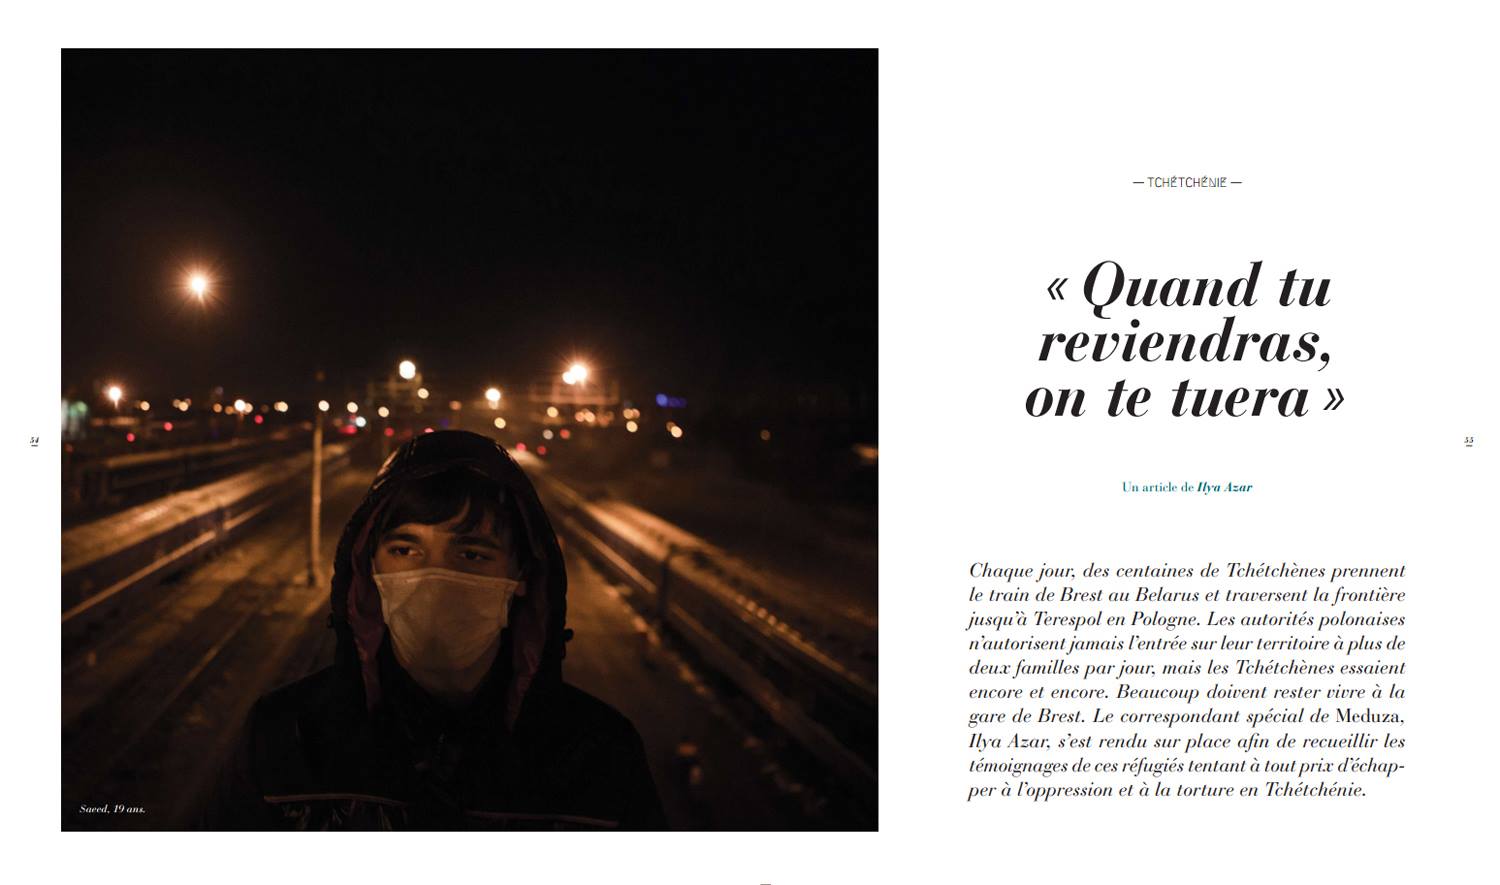 Saeed, 19 ans.
54
— TCHÉTCHÉNIE —
« Quand tu
reviendras,
on te tuera »
55
Un article de Ilya Azar
Chaque jour, des centaines de Tchétchènes prennent
le train de Brest au Belarus et traversent la frontière
jusqu’à Terespol en Pologne. Les autorités polonaises
n’autorisent jamais l’entrée sur leur territoire à plus de
deux familles par jour, mais les Tchétchènes essaient
encore et encore. Beaucoup doivent rester vivre à la
gare de Brest. Le correspondant spécial de Meduza,
Ilya Azar, s’est rendu sur place afin de recueillir les
témoignages de ces réfugiés tentant à tout prix d’échap-
per à l’oppression et à la torture en Tchétchénie.